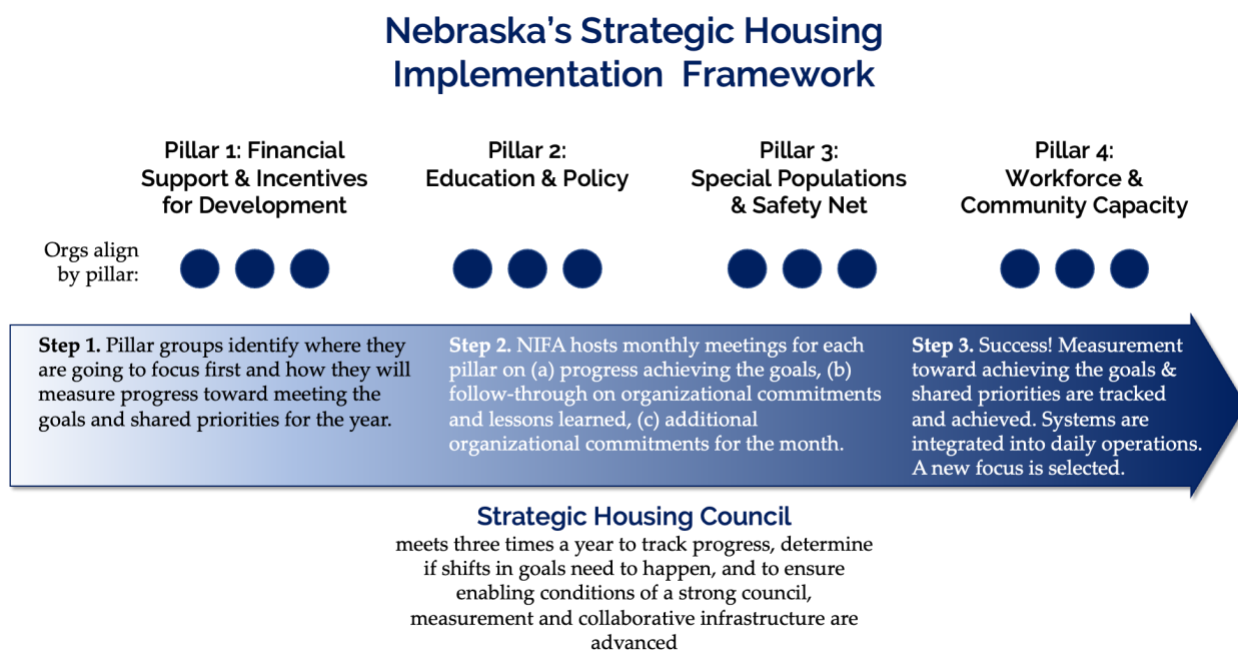 Nebraska's Strategic Housing
Implementation Framework
Pillar 1: Financial
Support & Incentives
for Development
Pillar 2:
Education & Policy
Pillar 3:
Special Populations
& Safety Net
Pillar 4:
Workforce &
Community Capacity
Orgs align
by pillar:
Step 1. Pillar groups identify where they
are going to focus first and how they will
measure progress toward meeting the
goals and shared priorities for the year.
Step 2. NIFA hosts monthly meetings for each
pillar on (a) progress achieving the goals, (b)
follow-through on organizational commitments
and lessons learned, (c) additional
organizational commitments for the month.
Step 3. Success! Measurement
toward achieving the goals &
shared priorities are tracked
and achieved. Systems are
integrated into daily operations.
A new focus is selected.
Strategic Housing Council
meets three times a year to track progress, determine
if shifts in goals need to happen, and to ensure
enabling conditions of a strong council,
measurement and collaborative infrastructure are
advanced